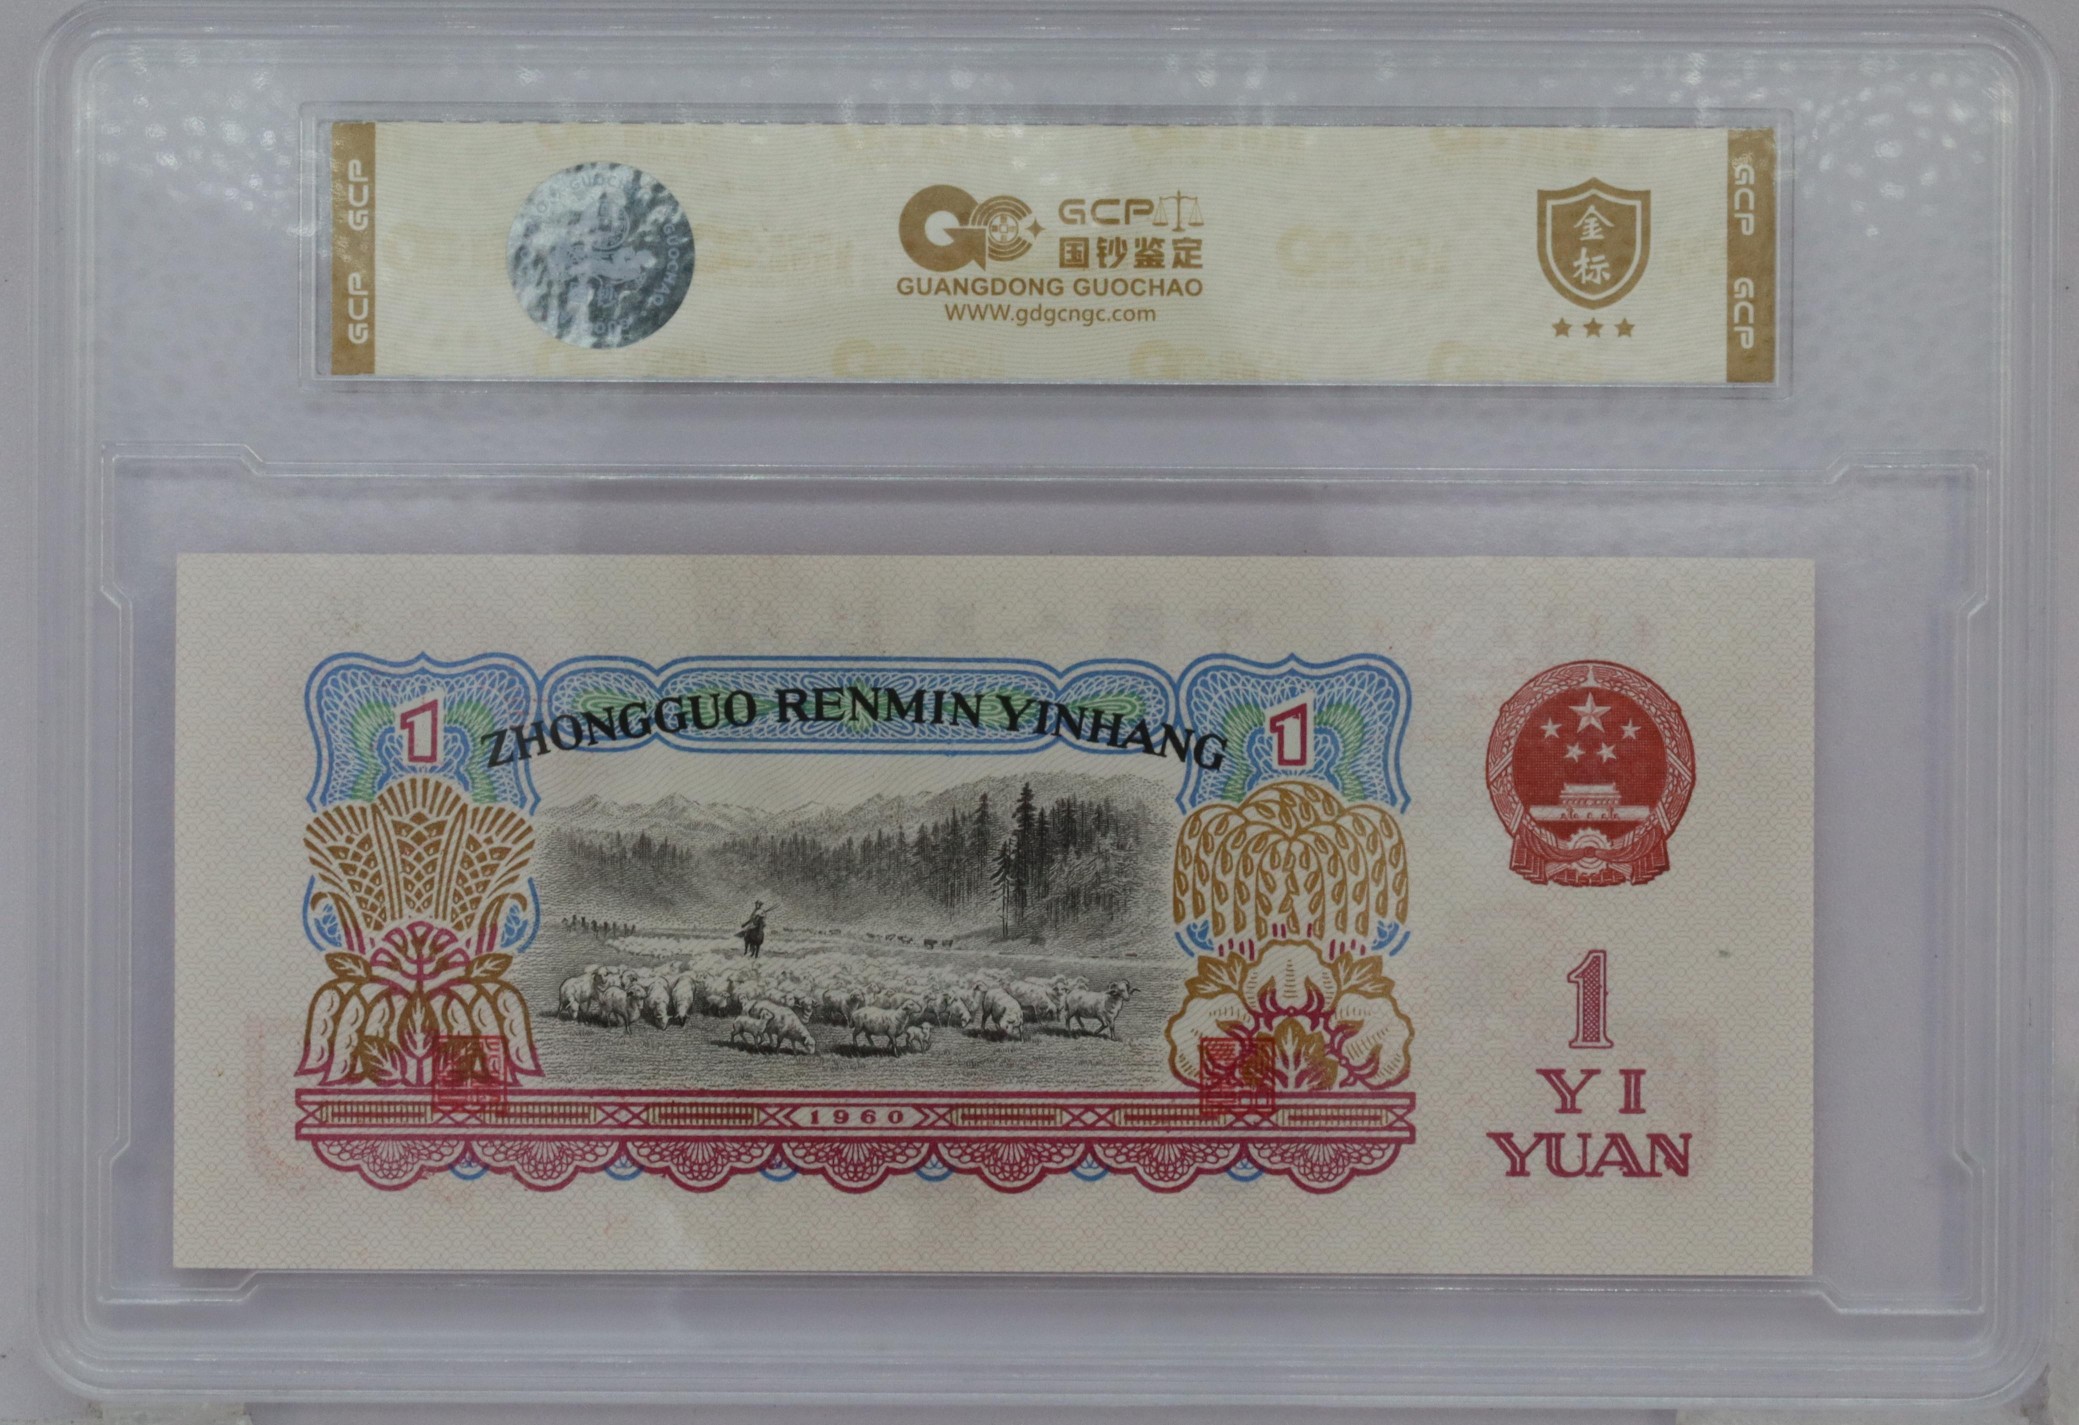 GCP GCP
GCP
国钞鉴定
GUANGDONG GUOCHAO
WWW.gdgcngc.com
金标
GCP GCP
1
ZHONGGUO RENMIN YINHANG
1
1960
1
YI
YUAN